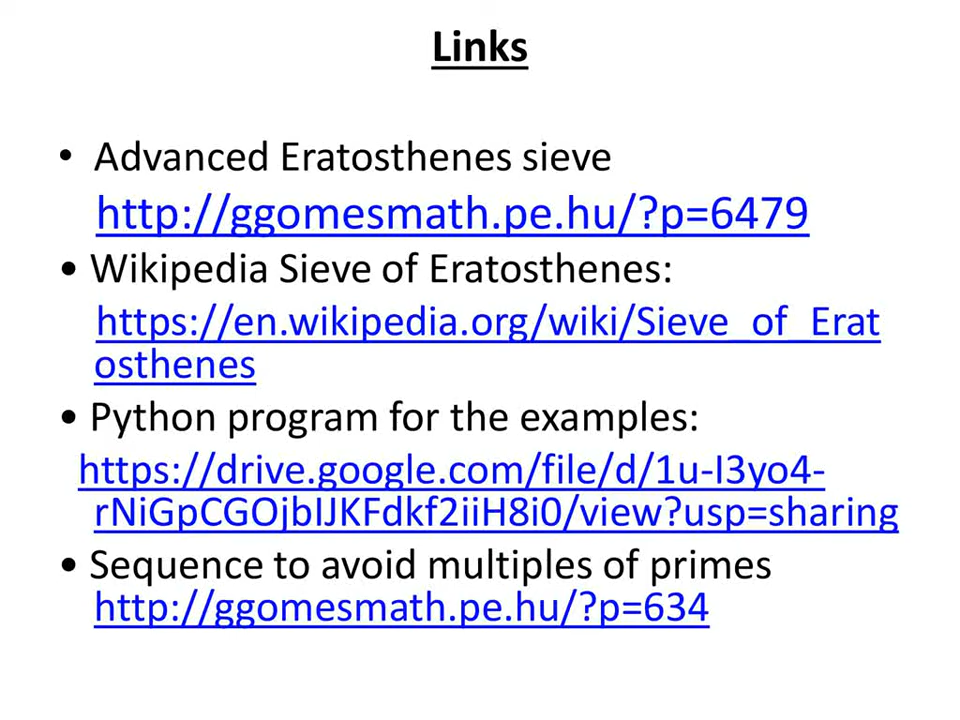 Links
• Advanced Eratosthenes sieve
http://ggomesmath.pe.hu/?p=6479
• Wikipedia Sieve of Eratosthenes:
https://en.wikipedia.org/wiki/Sieve_of_Erat
osthenes
• Python program for the examples:
https://drive.google.com/file/d/1u-I3yo4-
rNiGpCGOjbIJKFdkf2iiH8i0/view?usp=sharing
• Sequence to avoid multiples of primes
http://ggomesmath.pe.hu/?p=634